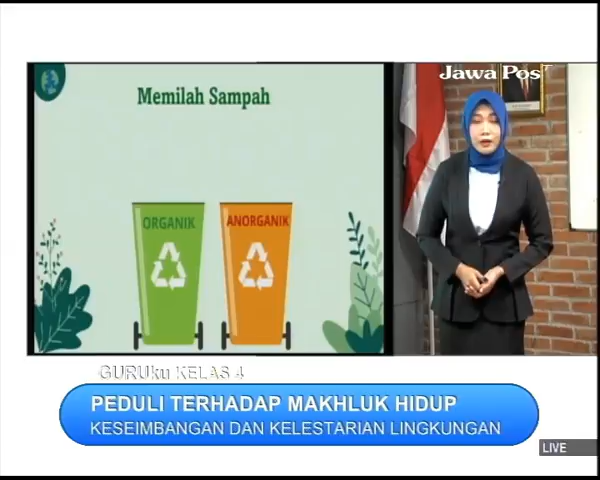 Jawa Pos
Memilah Sampah
ORGANIK
ANORGANIK
GURUku KELAS 4
PEDULI TERHADAP MAKHLUK HIDUP
KESEIMBANGAN DAN KELESTARIAN LINGKUNGAN
LIVE